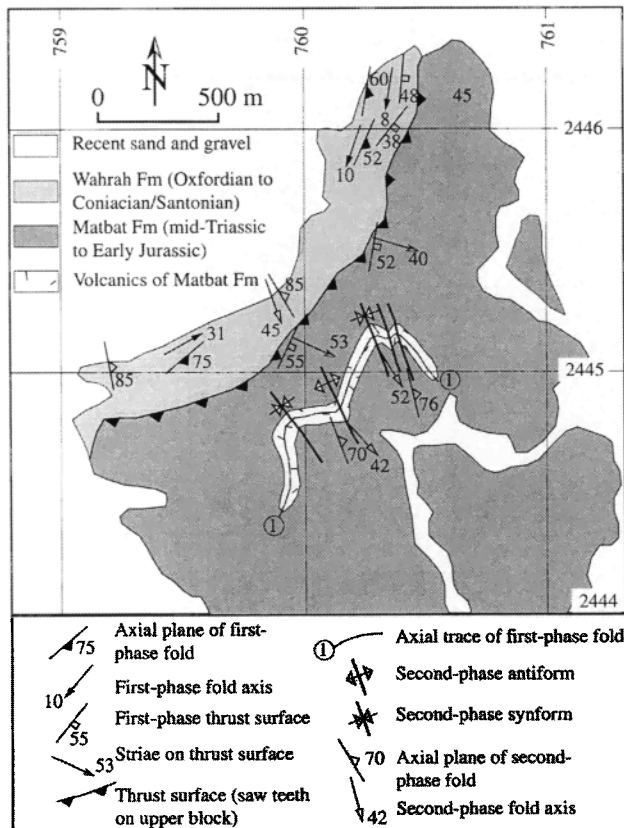 759
760
761
N
0 500 m
Recent sand and gravel
Wahrah Fm (Oxfordian to
Coniacian/Santonian)
Matbat Fm (mid-Triassic
to Early Jurassic)
Volcanics of Matbat Fm
60
48
45
8
38
2446
52
10
52
40
85
45
53
31
55
75
85
2445
1
52
76
70
42
1
2444
75
Axial plane of first-
phase fold
10
First-phase fold axis
55
First-phase thrust surface
53
Striae on thrust surface
Thrust surface (saw teeth
on upper block)
1
Axial trace of first-phase fold
Second-phase antiform
Second-phase synform
70
Axial plane of second-
phase fold
42
Second-phase fold axis